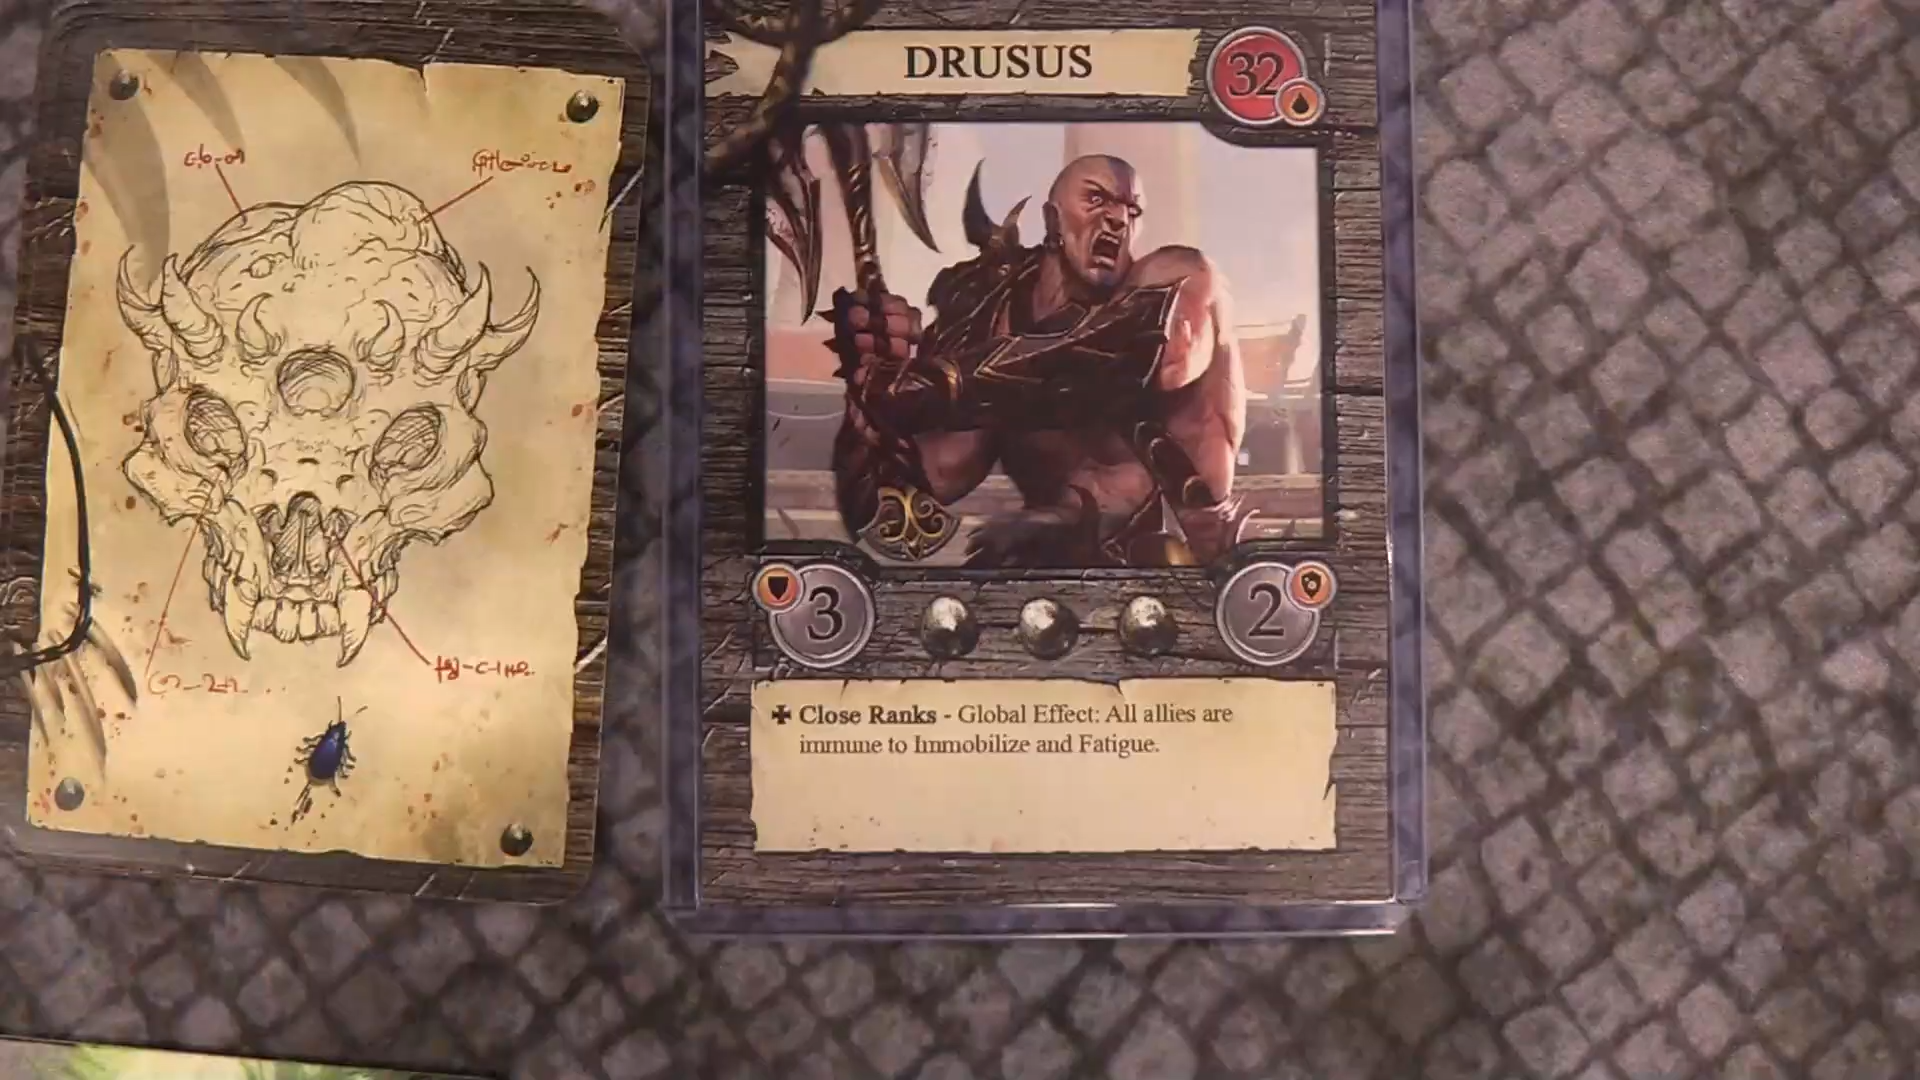 DRUSUS
32
3
2
Close Ranks - Global Effect: All allies are
immune to Immobilize and Fatigue.